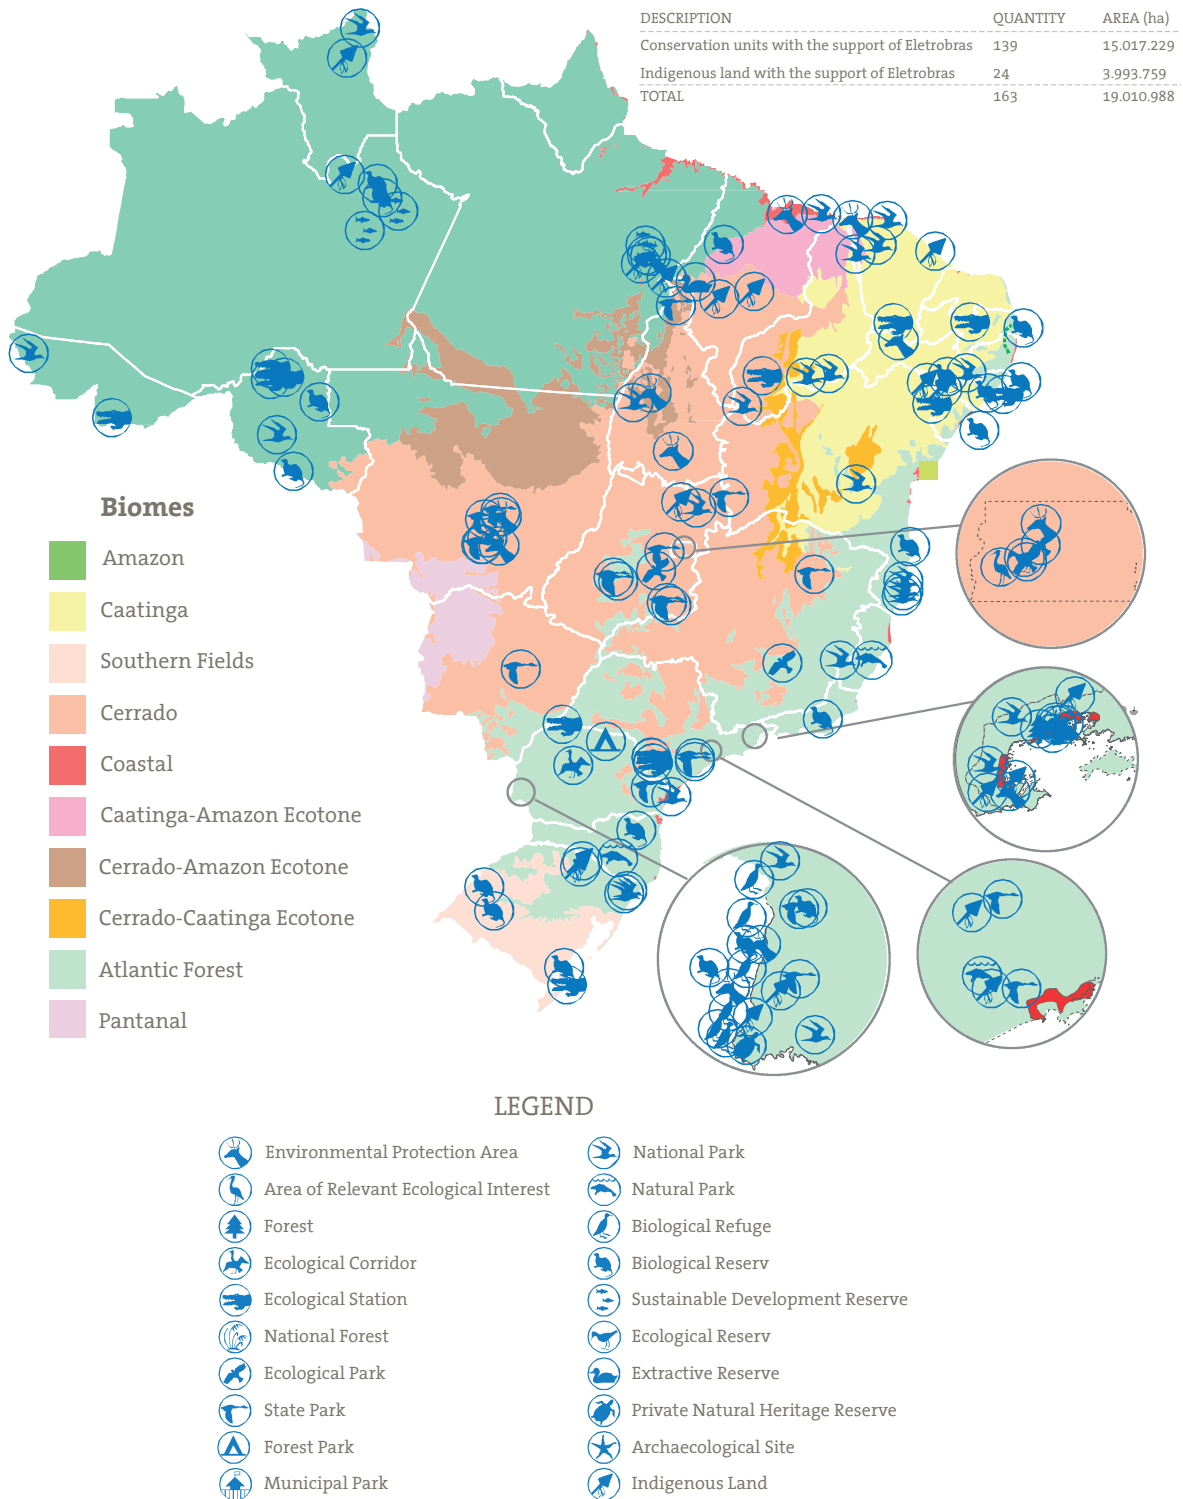 DESCRIPTION QUANTITY AREA (ha)
Conservation units with the support of Eletrobras 139 15.017.229
Indigenous land with the support of Eletrobras 24 3.993.759
TOTAL 163 19.010.988
Biomes
Amazon
Caatinga
Southern Fields
Cerrado
Coastal
Caatinga-Amazon Ecotone
Cerrado-Amazon Ecotone
Cerrado-Caatinga Ecotone
Atlantic Forest
Pantanal
LEGEND
Environmental Protection Area
Area of Relevant Ecological Interest
Forest
Ecological Corridor
Ecological Station
National Forest
Ecological Park
State Park
Forest Park
Municipal Park
National Park
Natural Park
Biological Refuge
Biological Reserv
Sustainable Development Reserve
Ecological Reserv
Extractive Reserve
Private Natural Heritage Reserve
Archaeological Site
Indigenous Land